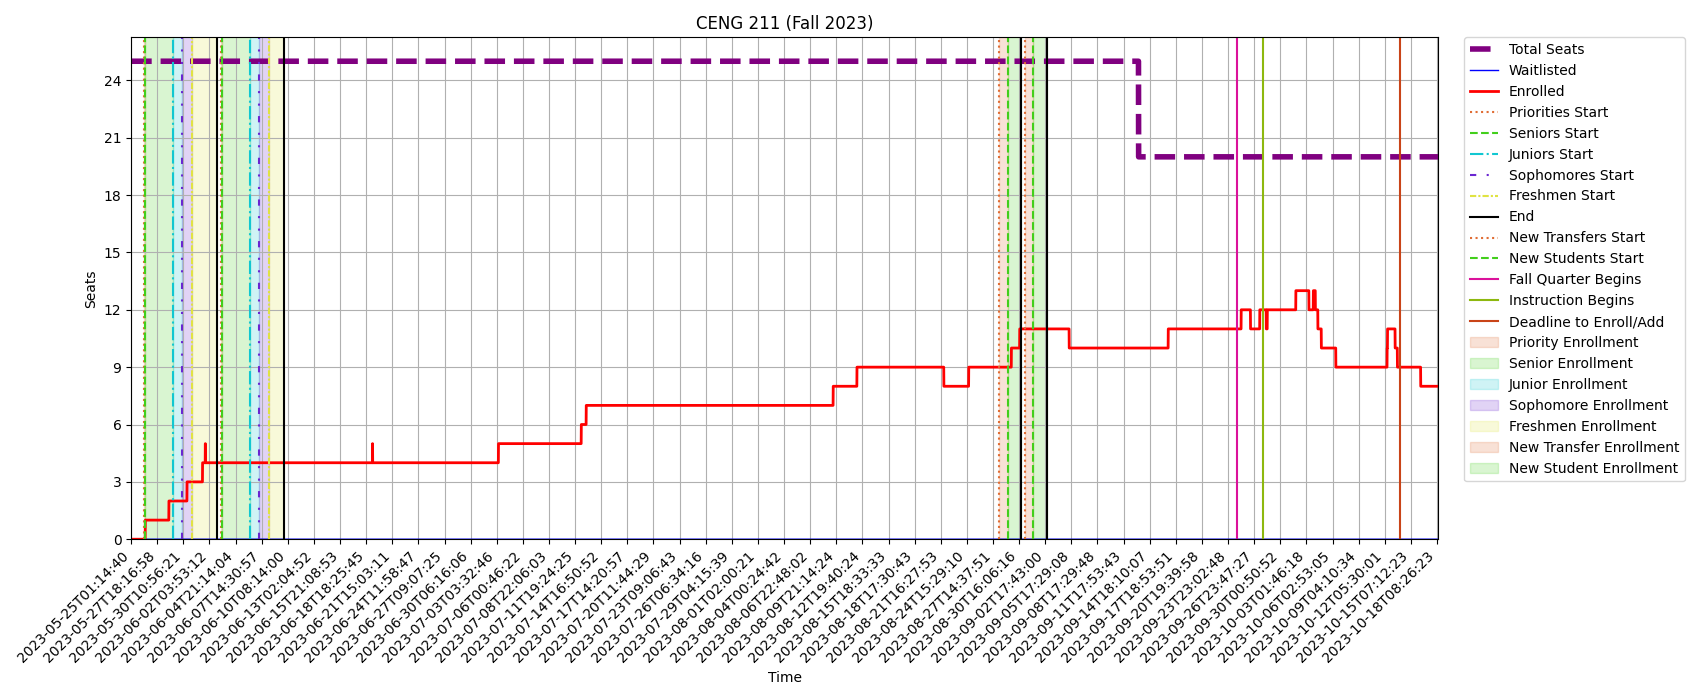 CENG 211 (Fall 2023)
Seats
24
21
18
15
12
9
6
3
0
2023-05-25T01:14:40
2023-05-27T18:16:58
2023-05-30T10:56:21
2023-06-02T03:53:12
2023-06-04T21:14:04
2023-06-07T14:30:57
2023-06-10T08:14:00
2023-06-13T02:04:52
2023-06-15T21:08:53
2023-06-18T18:25:45
2023-06-21T15:03:11
2023-06-24T11:58:47
2023-06-27T09:07:25
2023-06-30T06:16:06
2023-07-03T03:32:46
2023-07-06T00:46:22
2023-07-08T22:06:03
2023-07-11T19:24:25
2023-07-14T16:50:52
2023-07-17T14:20:57
2023-07-20T11:44:29
2023-07-23T09:06:43
2023-07-26T06:34:16
2023-07-29T04:15:39
2023-08-01T02:00:21
2023-08-04T00:24:42
2023-08-06T22:48:02
2023-08-09T21:14:24
2023-08-12T19:40:24
2023-08-15T18:33:33
2023-08-18T17:30:43
2023-08-21T16:27:53
2023-08-24T15:29:10
2023-08-27T14:37:51
2023-08-30T16:06:16
2023-09-02T17:43:00
2023-09-05T17:29:08
2023-09-08T17:29:48
2023-09-11T17:53:43
2023-09-14T18:10:07
2023-09-17T18:53:51
2023-09-20T19:39:58
2023-09-23T23:02:48
2023-09-26T23:47:27
2023-09-30T00:50:52
2023-10-03T01:46:18
2023-10-06T02:53:05
2023-10-09T04:10:34
2023-10-12T05:30:01
2023-10-15T07:12:23
2023-10-18T08:26:23
Time
Total Seats
Waitlisted
Enrolled
Priorities Start
Seniors Start
Juniors Start
Sophomores Start
Freshmen Start
End
New Transfers Start
New Students Start
Fall Quarter Begins
Instruction Begins
Deadline to Enroll/Add
Priority Enrollment
Senior Enrollment
Junior Enrollment
Sophomore Enrollment
Freshmen Enrollment
New Transfer Enrollment
New Student Enrollment